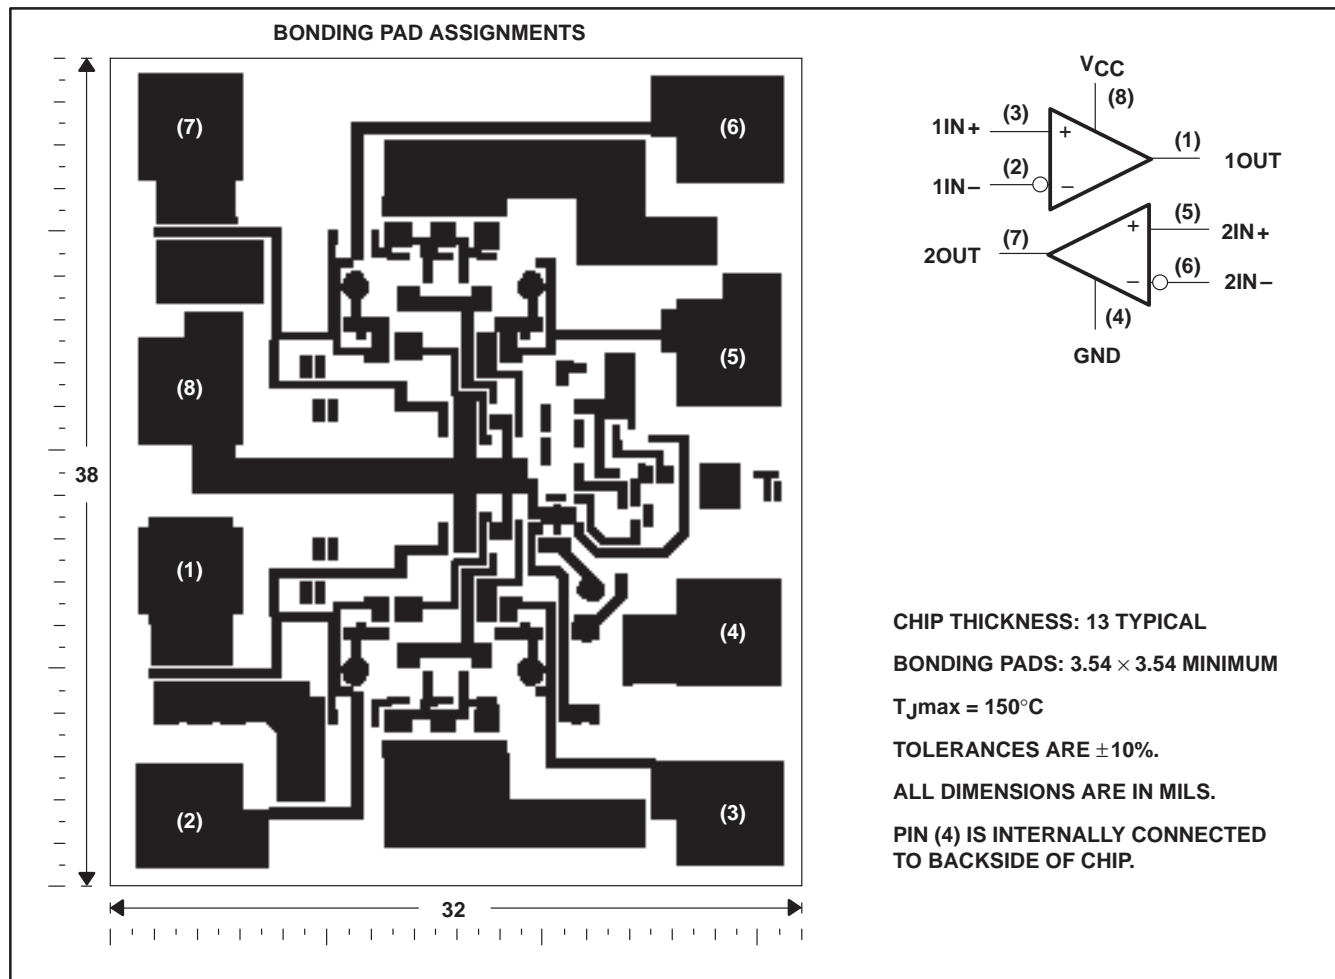 BONDING PAD ASSIGNMENTS
(7)
(6)
(5)
(8)
(1)
(4)
(2)
(3)
38
32
TI
VCC
(8)
(3)
1IN+
+
(1)
1OUT
(2)
1IN−
−
(5)
2IN+
+
(7)
2OUT
(6)
2IN−
−
(4)
GND
CHIP THICKNESS: 13 TYPICAL
BONDING PADS: 3.54 × 3.54 MINIMUM
TJmax = 150°C
TOLERANCES ARE ±10%.
ALL DIMENSIONS ARE IN MILS.
PIN (4) IS INTERNALLY CONNECTED
TO BACKSIDE OF CHIP.